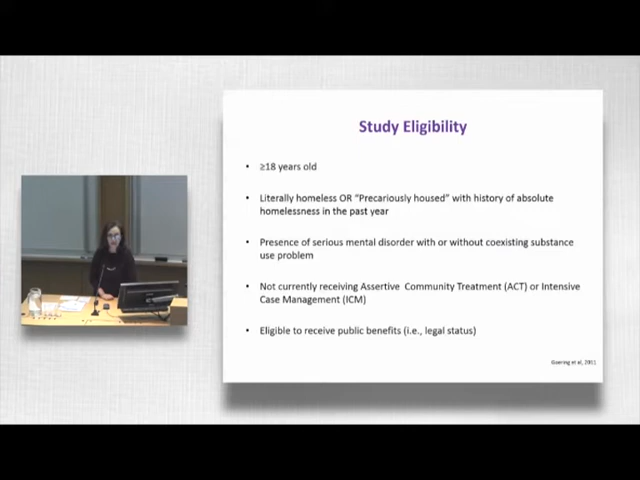 Study Eligibility
• ≥18 years old
• Literally homeless OR “Precariously housed” with history of absolute
homelessness in the past year
• Presence of serious mental disorder with or without coexisting substance
use problem
• Not currently receiving Assertive Community Treatment (ACT) or Intensive
Case Management (ICM)
• Eligible to receive public benefits (i.e., legal status)
Goering et al, 2011